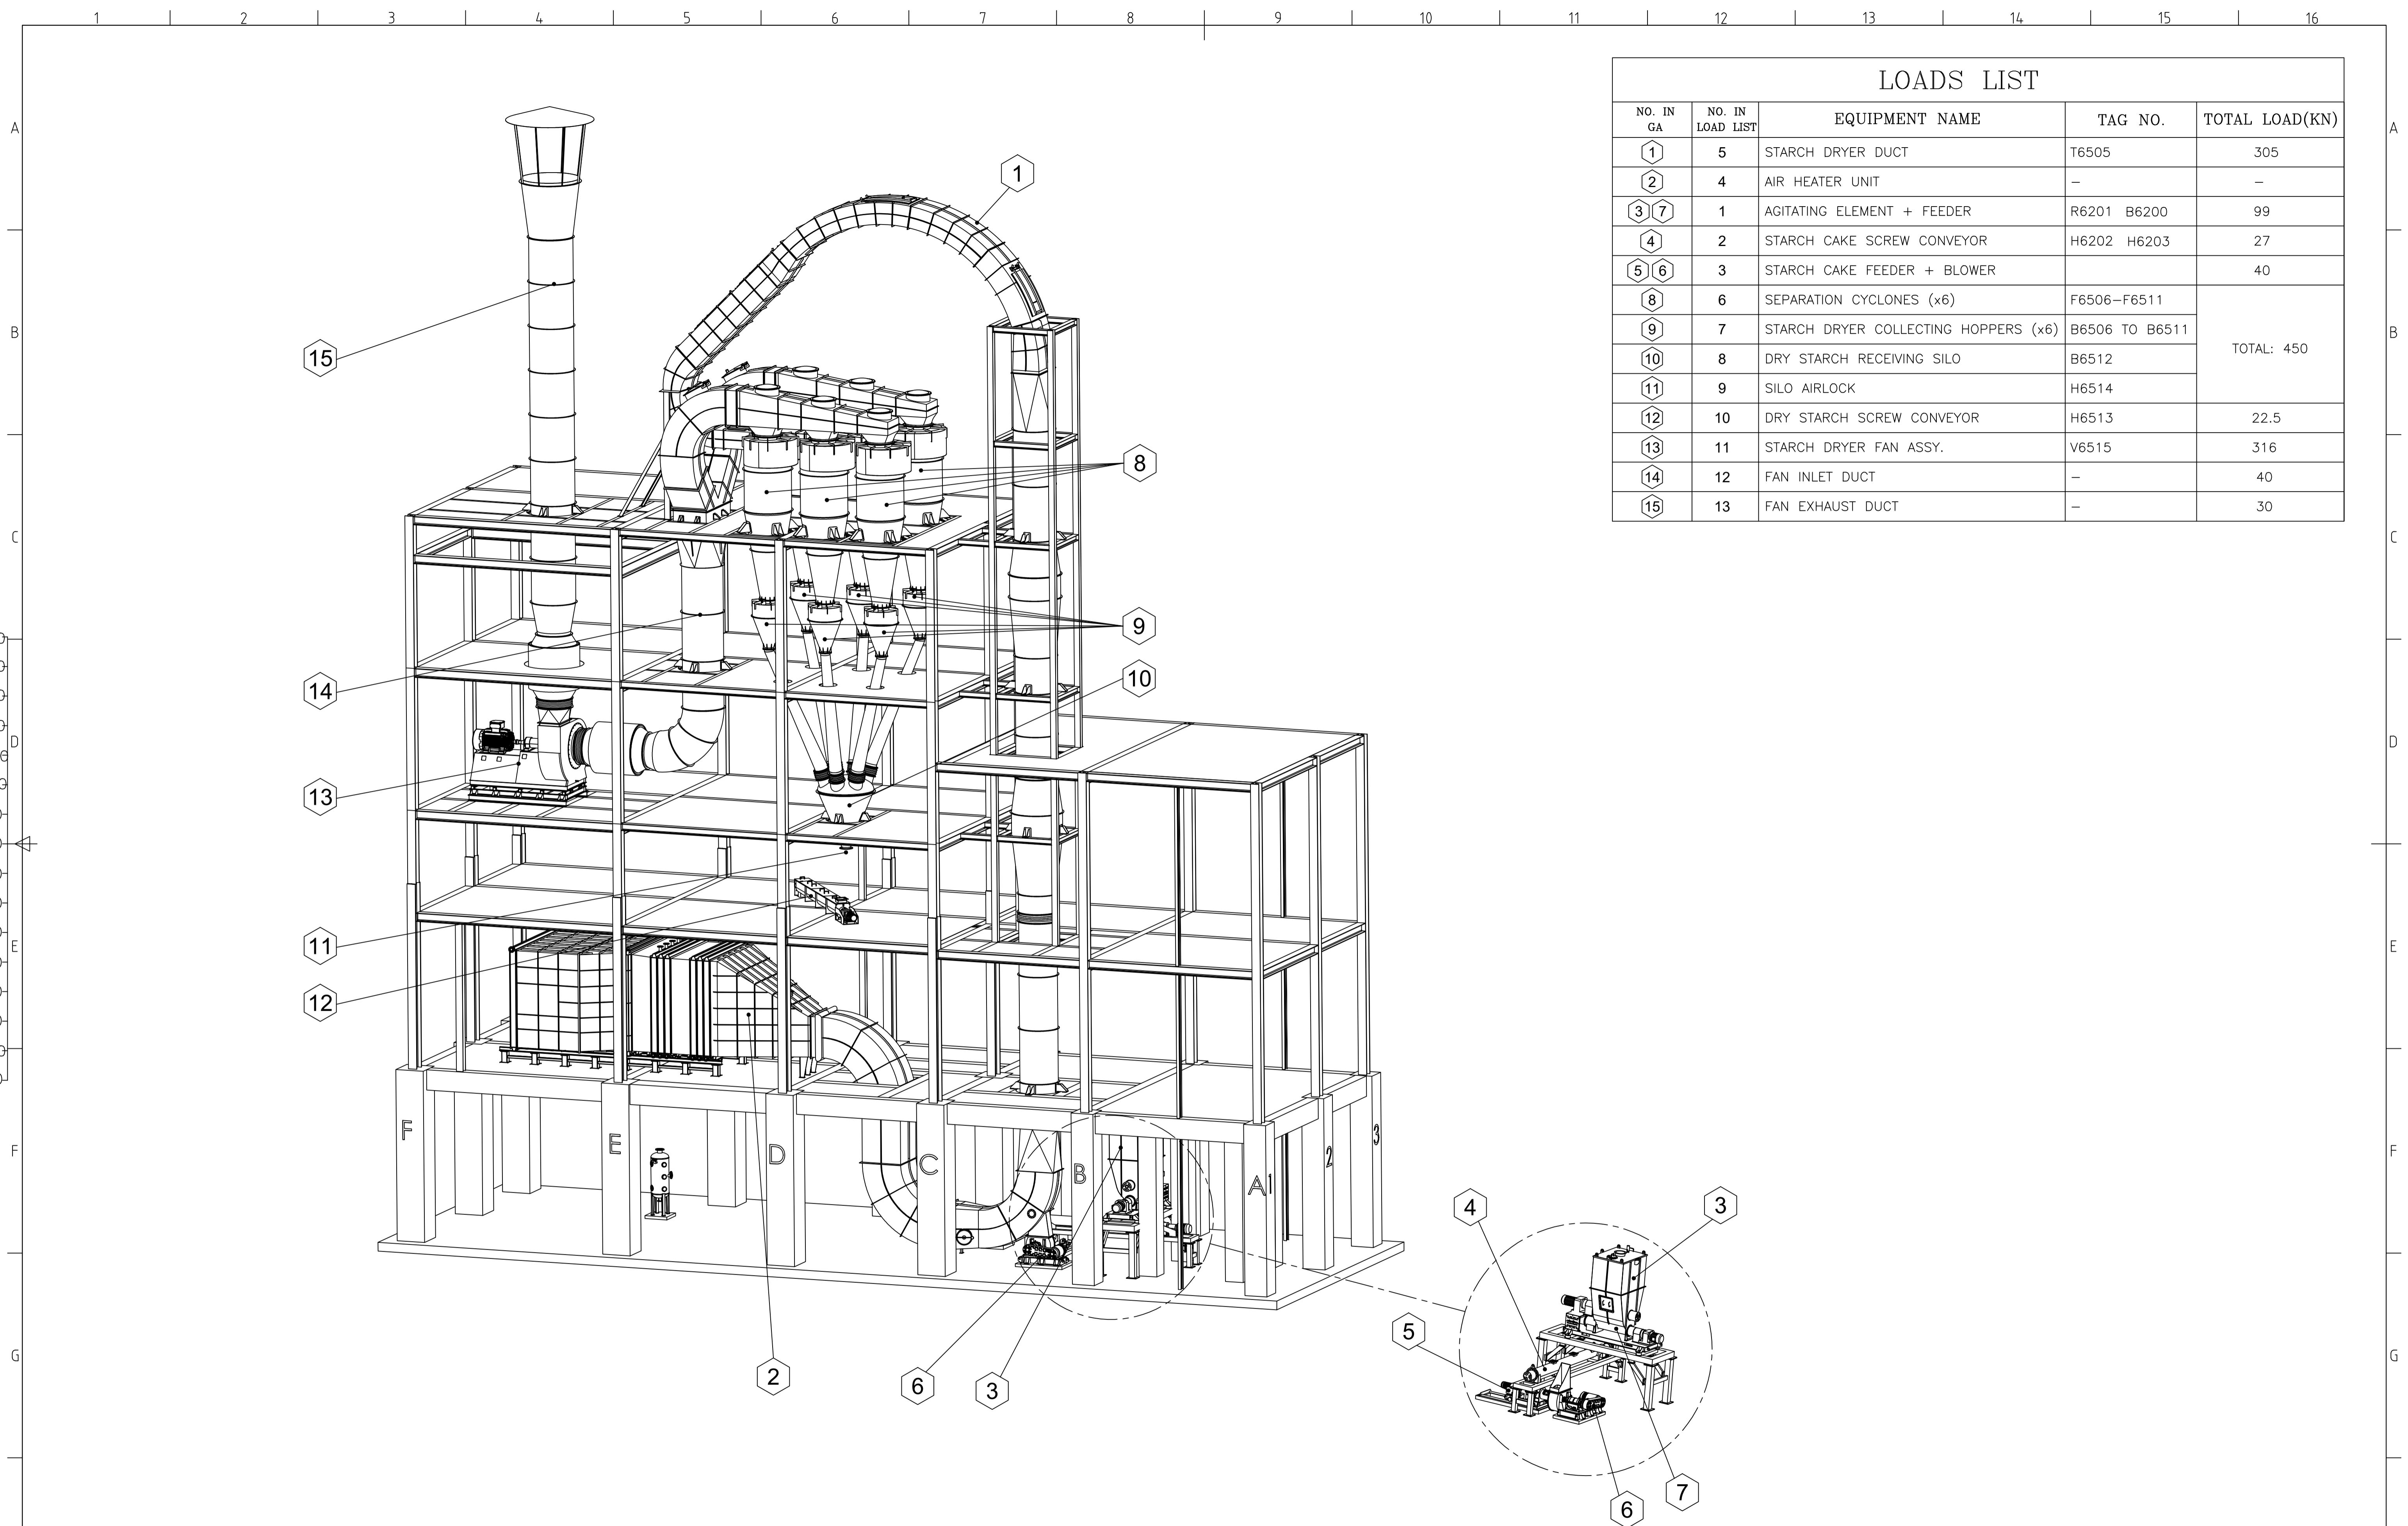 1 2 3 4 5 6 7 8 9 10 11 12 13 14 15 16
LOADS LIST
NO. IN GA NO. IN LOAD LIST EQUIPMENT NAME TAG NO. TOTAL LOAD(KN)
1 5 STARCH DRYER DUCT T6505 305
2 4 AIR HEATER UNIT – –
3 7 1 AGITATING ELEMENT + FEEDER R6201 B6200 99
4 2 STARCH CAKE SCREW CONVEYOR H6202 H6203 27
5 6 3 STARCH CAKE FEEDER + BLOWER 40
8 6 SEPARATION CYCLONES (x6) F6506–F6511
9 7 STARCH DRYER COLLECTING HOPPERS (x6) B6506 TO B6511
TOTAL: 450
10 8 DRY STARCH RECEIVING SILO B6512
11 9 SILO AIRLOCK H6514
12 10 DRY STARCH SCREW CONVEYOR H6513 22.5
13 11 STARCH DRYER FAN ASSY. V6515 316
14 12 FAN INLET DUCT – 40
15 13 FAN EXHAUST DUCT – 30
A A
1
B B
15
8
C C
9
10
14
D D
13
E E
11
12
F F
F E D C B A1 2 3
4 3
5
G G
2 6 3
7
6